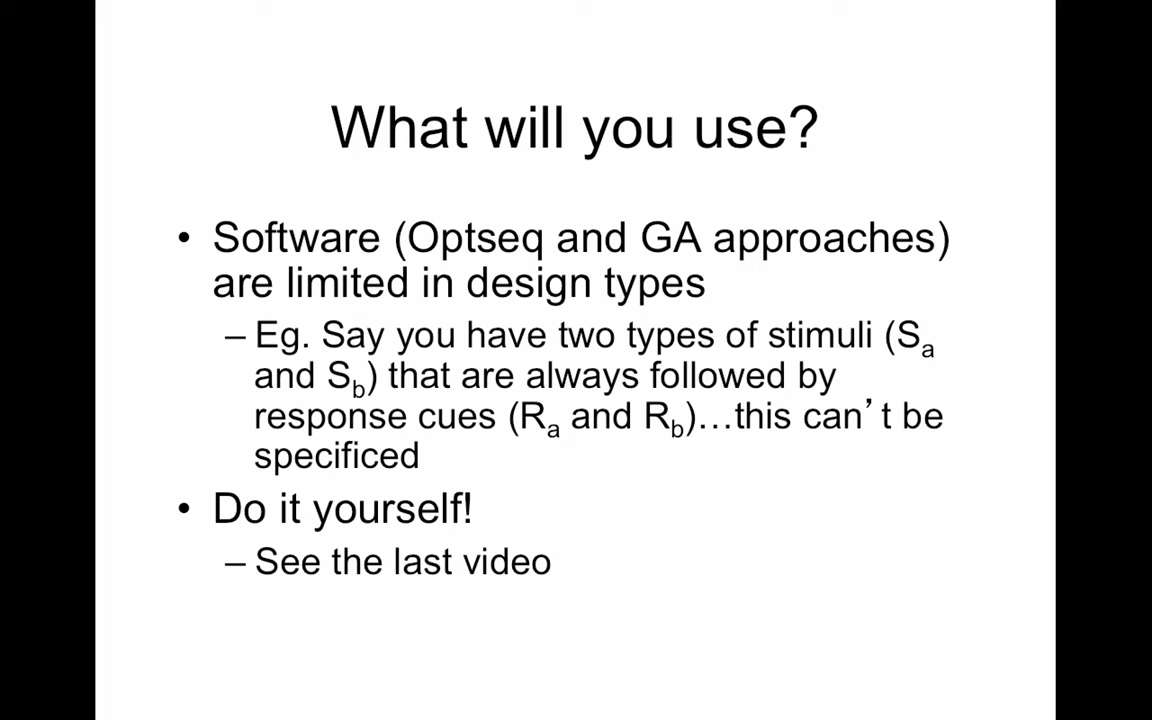 What will you use?
• Software (Optseq and GA approaches)
are limited in design types
– Eg. Say you have two types of stimuli (Sa
and Sb) that are always followed by
response cues (Ra and Rb)…this can’t be
specificed
• Do it yourself!
– See the last video